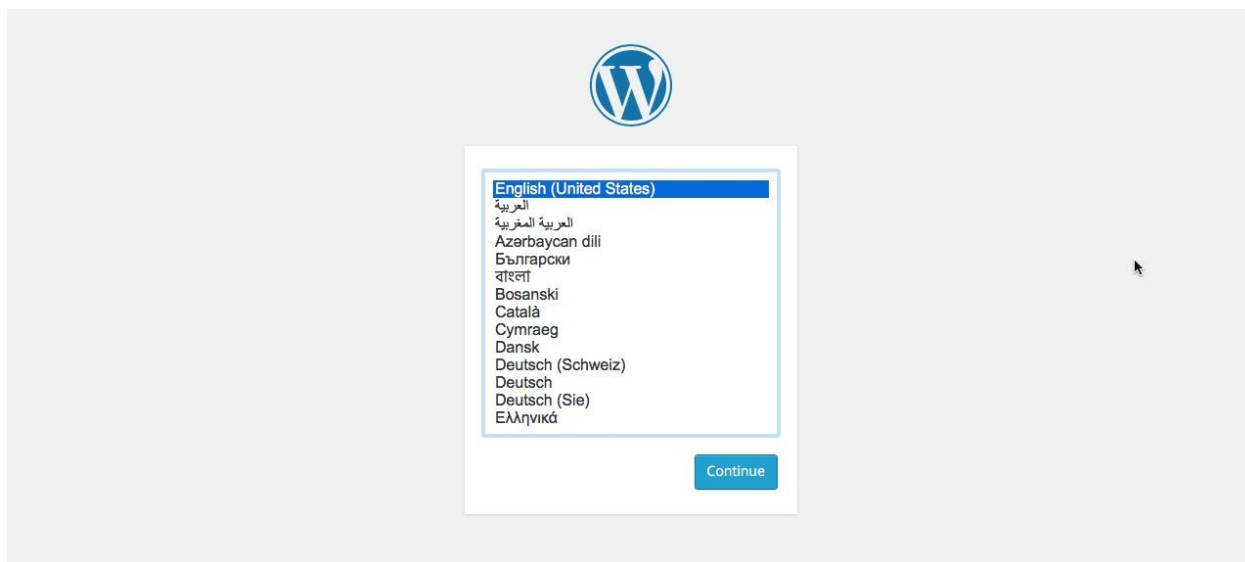 English (United States)
العربية
العربية المغربية
Azərbaycan dili
Български
বাংলা
Bosanski
Català
Cymraeg
Dansk
Deutsch (Schweiz)
Deutsch
Deutsch (Sie)
Ελληνικά
Continue